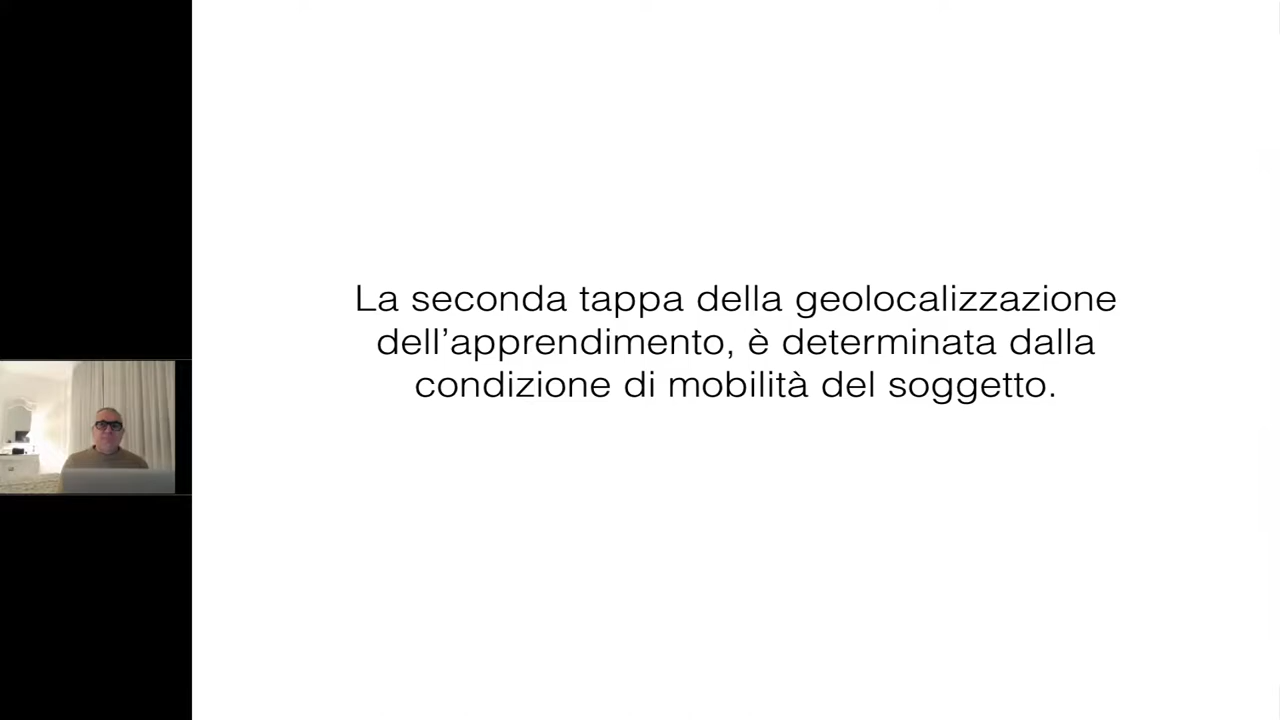 La seconda tappa della geolocalizzazione
dell’apprendimento, è determinata dalla
condizione di mobilità del soggetto.